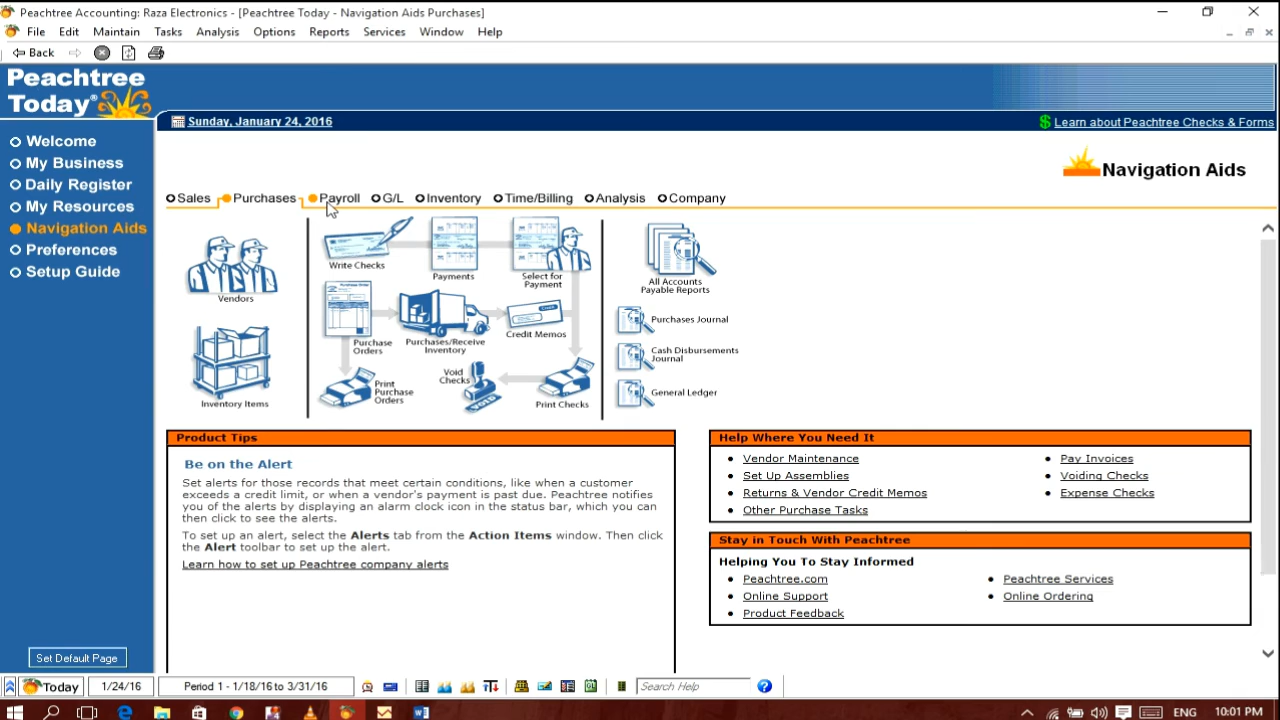 Peachtree Accounting: Raza Electronics - [Peachtree Today - Navigation Aids Purchases]
File Edit Maintain Tasks Analysis Options Reports Services Window Help
Back
Peachtree
Today®
Sunday, January 24, 2016
Learn about Peachtree Checks & Forms
Welcome
My Business
Daily Register
My Resources
Navigation Aids
Preferences
Setup Guide
Navigation Aids
Sales Purchases Payroll G/L Inventory Time/Billing Analysis Company
Vendors
Inventory Items
Write Checks
Payments
Select for
Payment
Purchase Order
Purchase
Orders
Purchases/Receive
Inventory
Credit Memos
Print
Purchase
Orders
Void
Checks
Print Checks
All Accounts
Payable Reports
Purchases Journal
Cash Disbursements
Journal
General Ledger
Product Tips
Be on the Alert
Set alerts for those records that meet certain conditions, like when a customer
exceeds a credit limit, or when a vendor's payment is past due. Peachtree notifies
you of the alerts by displaying an alarm clock icon in the status bar, which you can
then click to see the alerts.
To set up an alert, select the Alerts tab from the Action Items window. Then click
the Alert toolbar to set up the alert.
Learn how to set up Peachtree company alerts
Help Where You Need It
Vendor Maintenance
Set Up Assemblies
Returns & Vendor Credit Memos
Other Purchase Tasks
Pay Invoices
Voiding Checks
Expense Checks
Stay in Touch With Peachtree
Helping You To Stay Informed
Peachtree.com
Online Support
Product Feedback
Peachtree Services
Online Ordering
Set Default Page
Today 1/24/16 Period 1 - 1/18/16 to 3/31/16 Search Help
ENG 10:01 PM